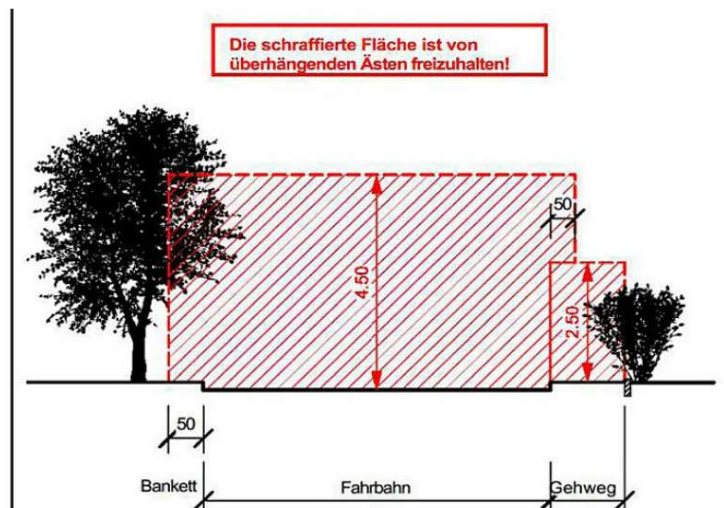 Die schraffierte Fläche ist von
überhängenden Ästen freizuhalten!
50
4.50
2.50
50
Bankett
Fahrbahn
Gehweg